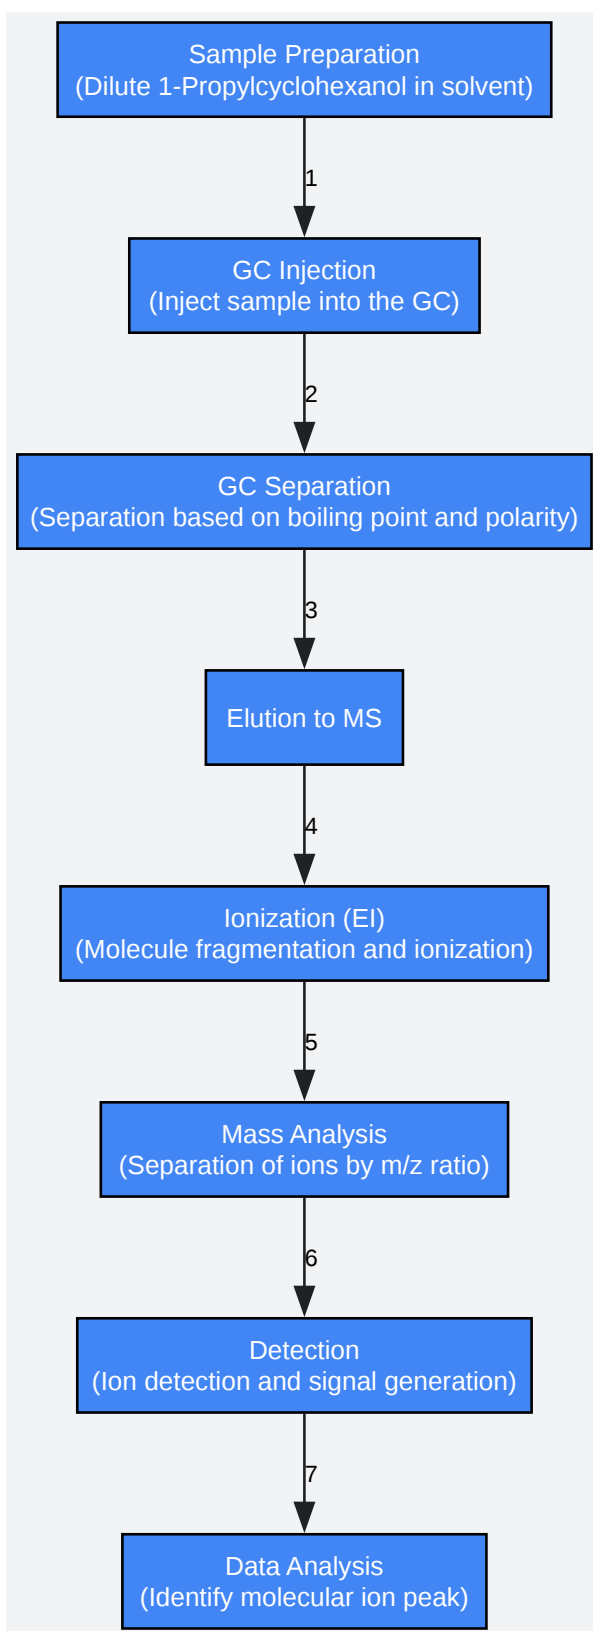 Sample Preparation
(Dilute 1-Propylcyclohexanol in solvent)
1
GC Injection
(Inject sample into the GC)
2
GC Separation
(Separation based on boiling point and polarity)
3
Elution to MS
4
Ionization (EI)
(Molecule fragmentation and ionization)
5
Mass Analysis
(Separation of ions by m/z ratio)
6
Detection
(Ion detection and signal generation)
7
Data Analysis
(Identify molecular ion peak)